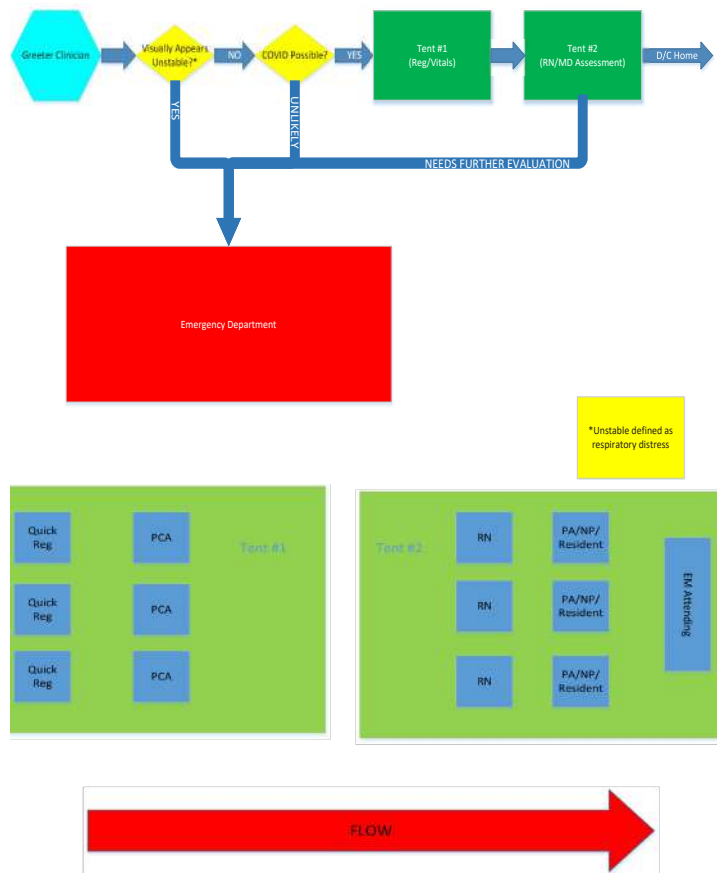 Greeter Clinician
Visually Appears
Unstable?*
NO
COVID Possible?
YES
Tent #1
(Reg/Vitals)
Tent #2
(RN/MD Assessment)
D/C Home
YES
UNLIKELY
NEEDS FURTHER EVALUATION
Emergency Department
*Unstable defined as
respiratory distress
Quick
Reg
PCA
Tent #1
Quick
Reg
PCA
Quick
Reg
PCA
Tent #2
RN
PA/NP/
Resident
RN
PA/NP/
Resident
RN
PA/NP/
Resident
EM Attending
FLOW